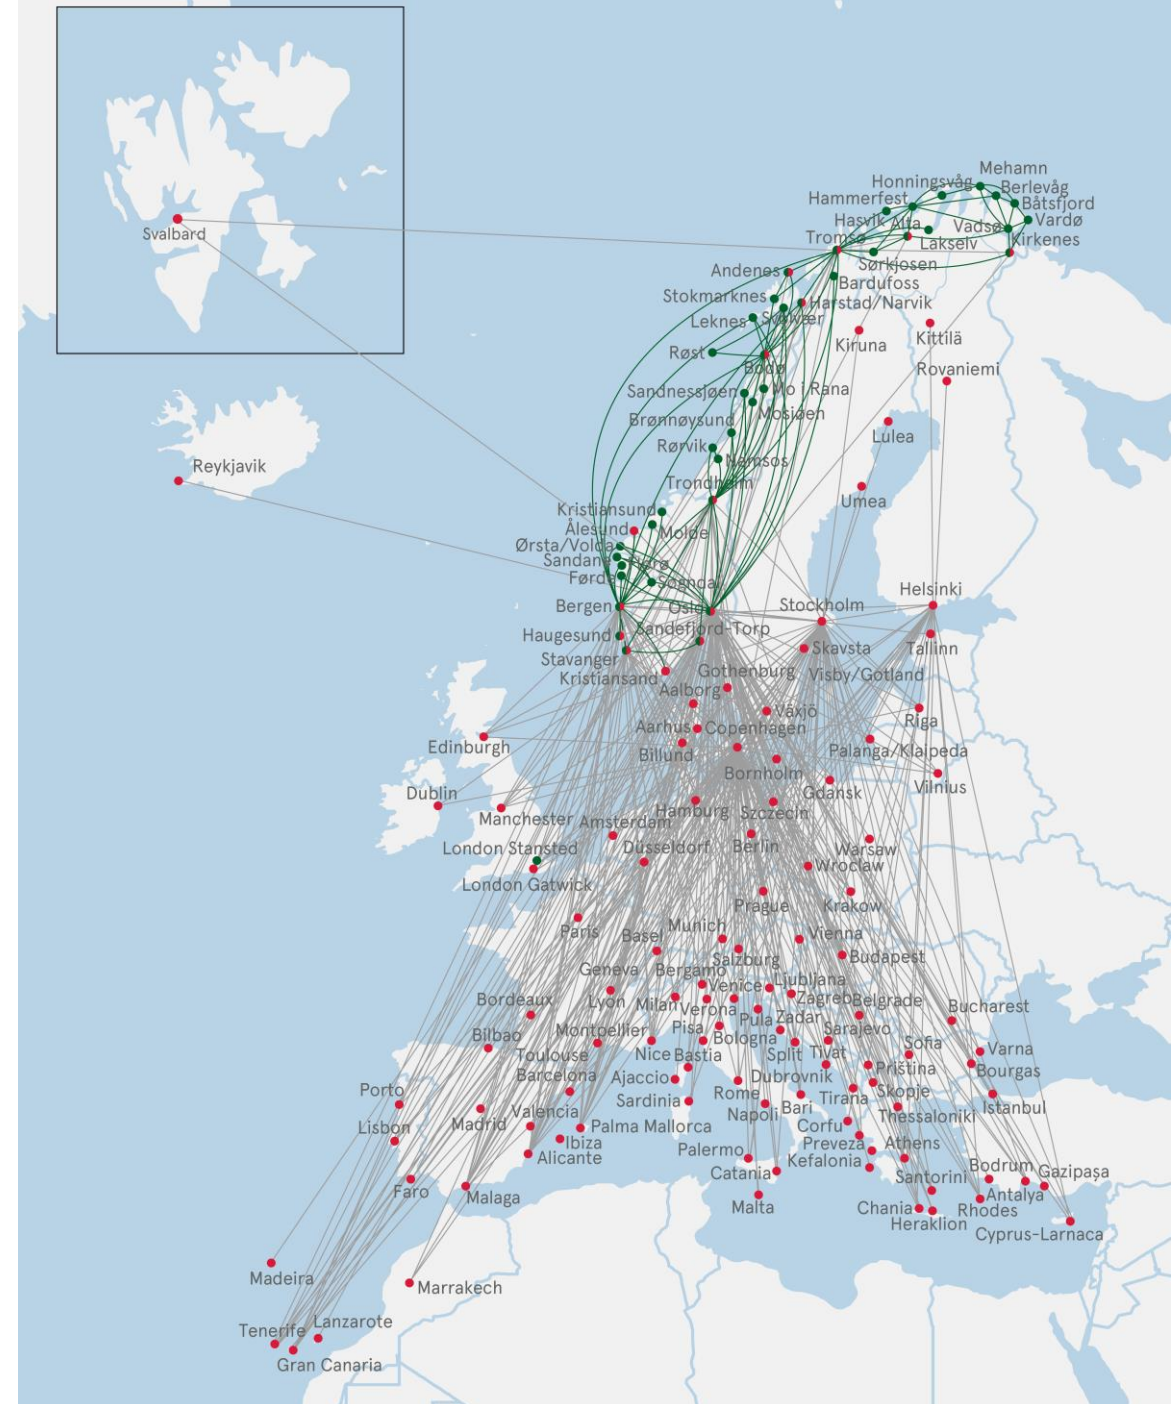 Svalbard
Mehamn
Honningsvåg
Berlevåg
Hammerfest
Båtsfjord
Hasvik
Alta
Vadsø
Vardø
Tromsø
Lakselv
Kirkenes
Sørkjosen
Andenes
Bardufoss
Stokmarknes
Harstad/Narvik
Leknes
Svolvær
Røst
Kiruna
Kittilä
Bodø
Rovaniemi
Sandnessjøen
Mo i Rana
Mosjøen
Brønnøysund
Lulea
Rørvik
Namsos
Reykjavik
Trondheim
Umea
Kristiansund
Ålesund
Molde
Ørsta/Volda
Sandane
Florø
Førde
Sogndal
Helsinki
Bergen
Oslo
Stockholm
Haugesund
Sandefjord-Torp
Skavsta
Tallinn
Stavanger
Kristiansand
Gothenburg
Visby/Gotland
Aalborg
Växjö
Riga
Aarhus
Copenhagen
Edinburgh
Billund
Palanga/Klaipeda
Bornholm
Vilnius
Dublin
Gdansk
Manchester
Hamburg
Szczecin
Amsterdam
London Stansted
Düsseldorf
Berlin
Warsaw
Wroclaw
London Gatwick
Prague
Krakow
Paris
Basel
Munich
Vienna
Salzburg
Budapest
Geneva
Bergamo
Ljubljana
Bordeaux
Lyon
Milan
Verona
Venice
Zagreb
Belgrade
Bucharest
Bilbao
Montpellier
Pisa
Pula
Zadar
Sarajevo
Toulouse
Nice
Bastia
Bologna
Split
Tivat
Sofia
Varna
Barcelona
Ajaccio
Dubrovnik
Priština
Bourgas
Porto
Sardinia
Rome
Skopje
Madrid
Valencia
Napoli
Bari
Tirana
Thessaloniki
Istanbul
Lisbon
Palma Mallorca
Corfu
Ibiza
Preveza
Athens
Alicante
Palermo
Kefalonia
Catania
Santorini
Bodrum
Gazipaşa
Faro
Malaga
Antalya
Malta
Chania
Rhodes
Heraklion
Cyprus-Larnaca
Madeira
Marrakech
Lanzarote
Tenerife
Gran Canaria